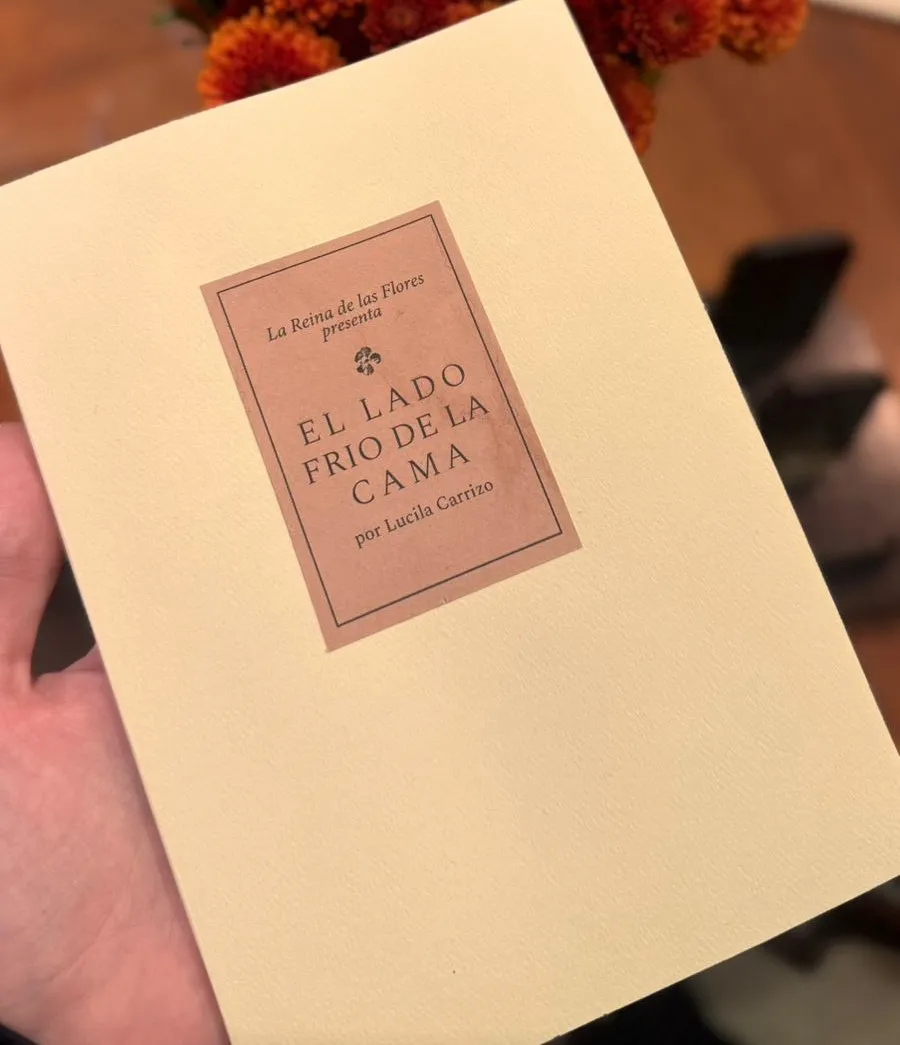 La Reina de las Flores
presenta
EL LADO
FRIO DE LA
CAMA
por Lucila Carrizo